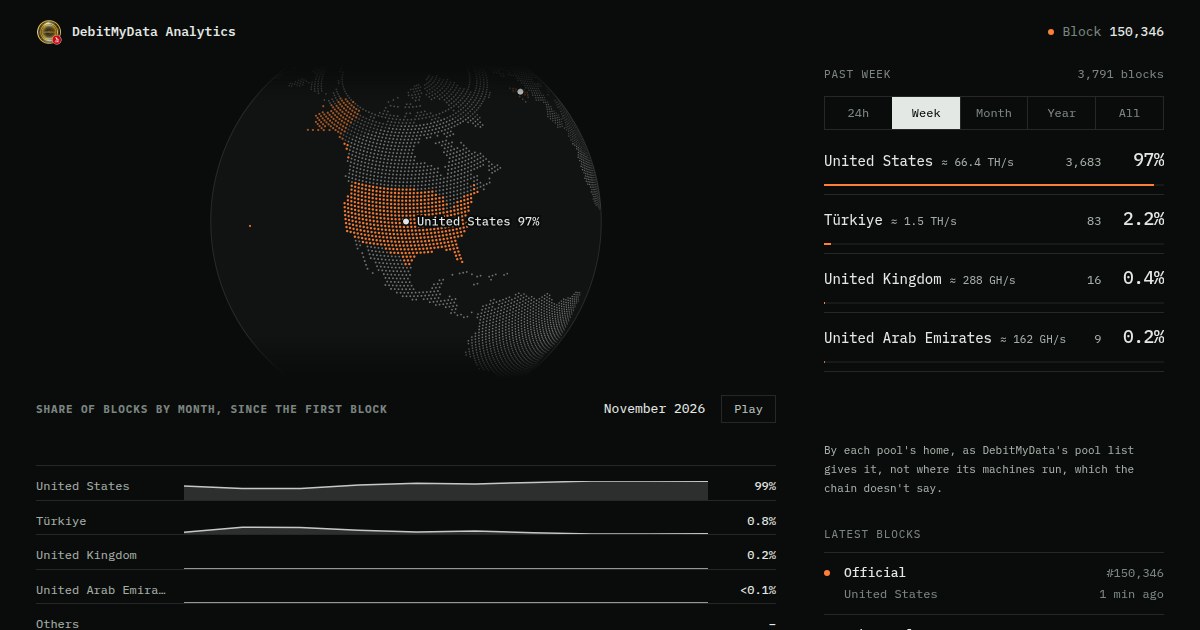 DebitMyData Analytics
Block 150,346
United States 97%
PAST WEEK 3,791 blocks
24h Week Month Year All
United States ≈ 66.4 TH/s 3,683 97%
Türkiye ≈ 1.5 TH/s 83 2.2%
United Kingdom ≈ 288 GH/s 16 0.4%
United Arab Emirates ≈ 162 GH/s 9 0.2%
SHARE OF BLOCKS BY MONTH, SINCE THE FIRST BLOCK
November 2026 Play
United States 99%
Türkiye 0.8%
United Kingdom 0.2%
United Arab Emira… <0.1%
Others –
By each pool's home, as DebitMyData's pool list
gives it, not where its machines run, which the
chain doesn't say.
LATEST BLOCKS
Official #150,346
United States 1 min ago